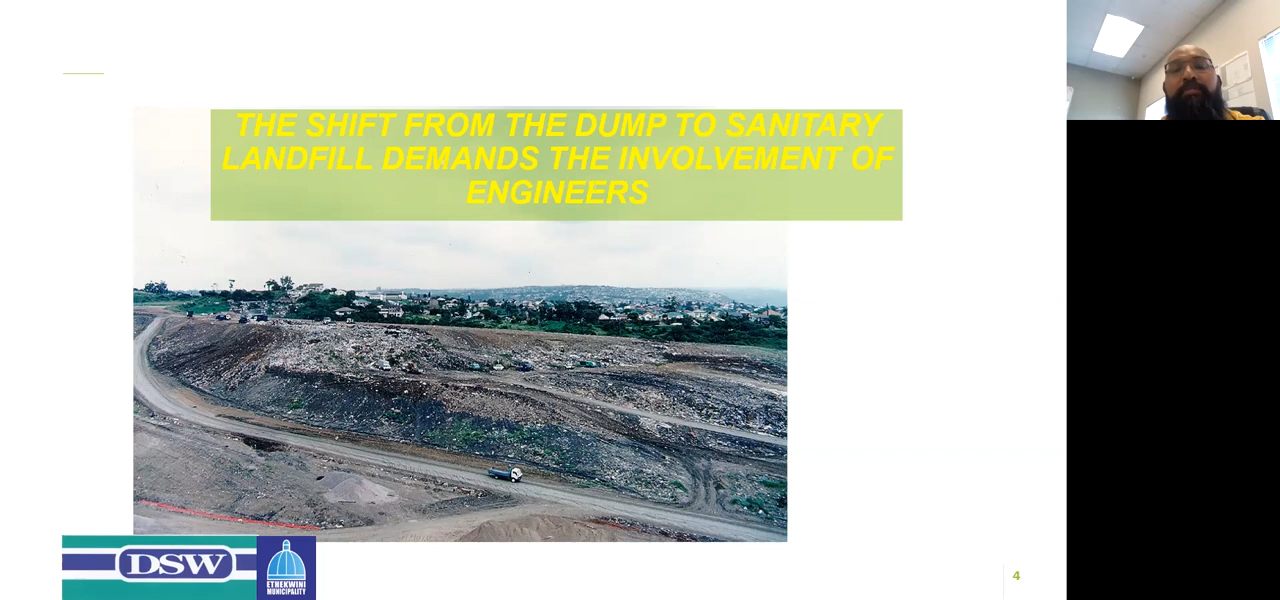 THE SHIFT FROM THE DUMP TO SANITARY
LANDFILL DEMANDS THE INVOLVEMENT OF
ENGINEERS
DSW
ETHEKWINI
MUNICIPALITY
4